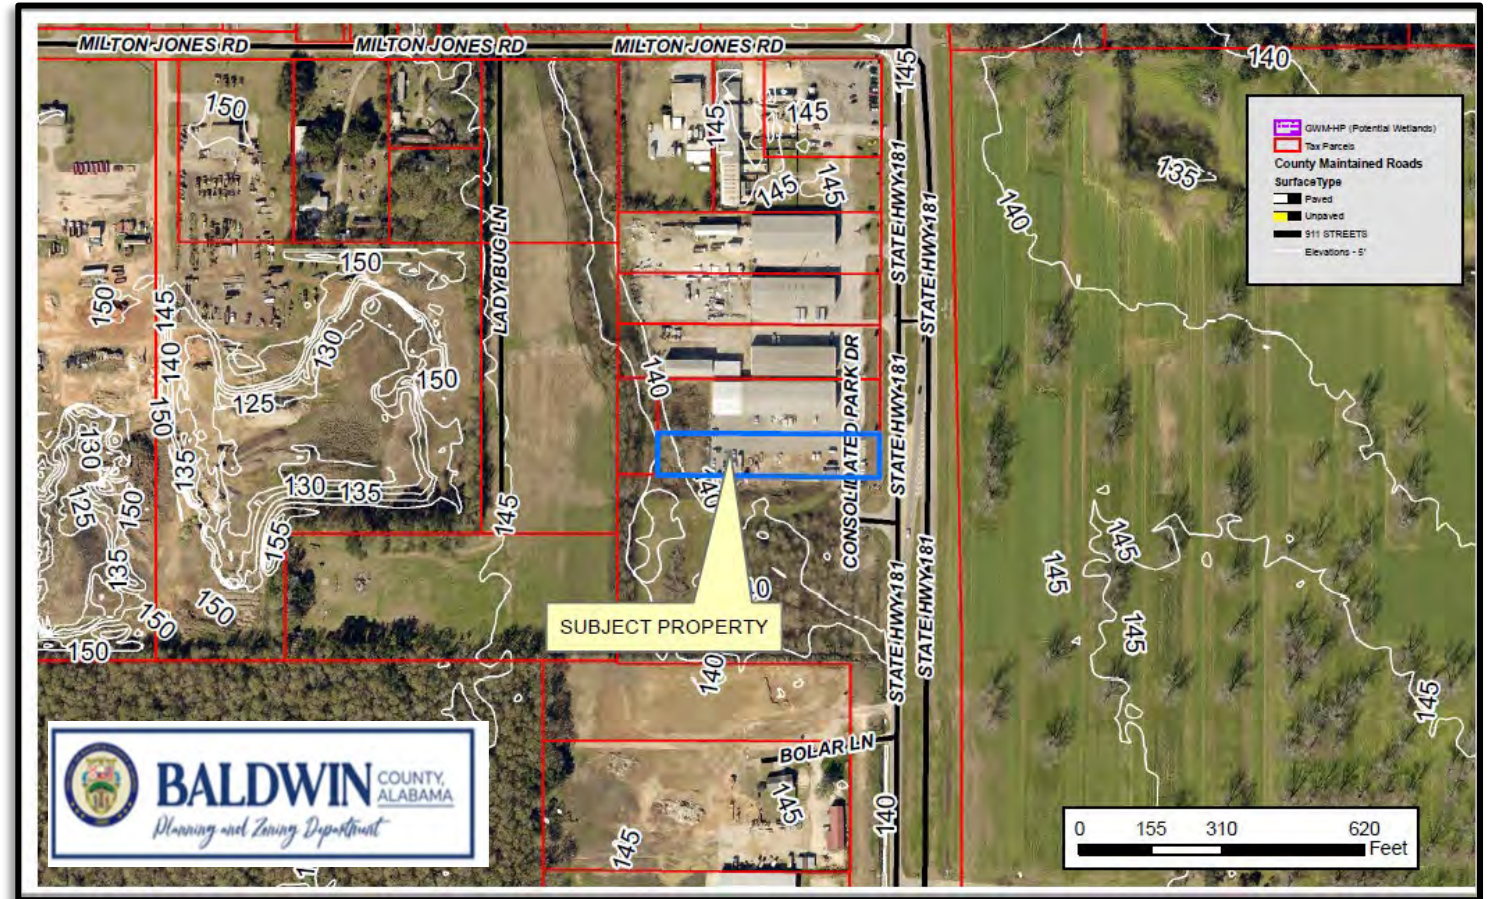 MILTON JONES RD
MILTON JONES RD
MILTON JONES RD
145
140
150
145
145
145
145
135
140
GWM-HP (Potential Wetlands)
Tax Parcels
County Maintained Roads
SurfaceType
Paved
Unpaved
911 STREETS
Elevations - 5'
STATE HWY 181
STATE HWY 181
LADYBUG LN
150
150
145
140
150
130
125
150
140
CONSOLIDATED PARK DR
STATE HWY 181
130
125
150
135
135
130
135
155
150
150
150
135
145
140
STATE HWY 181
145
145
145
145
40
SUBJECT PROPERTY
STATE HWY 181
STATE HWY 181
140
BOLAR LN
145
140
145
BALDWIN
COUNTY,
ALABAMA
Planning and Zoning Department
0 155 310 620
Feet